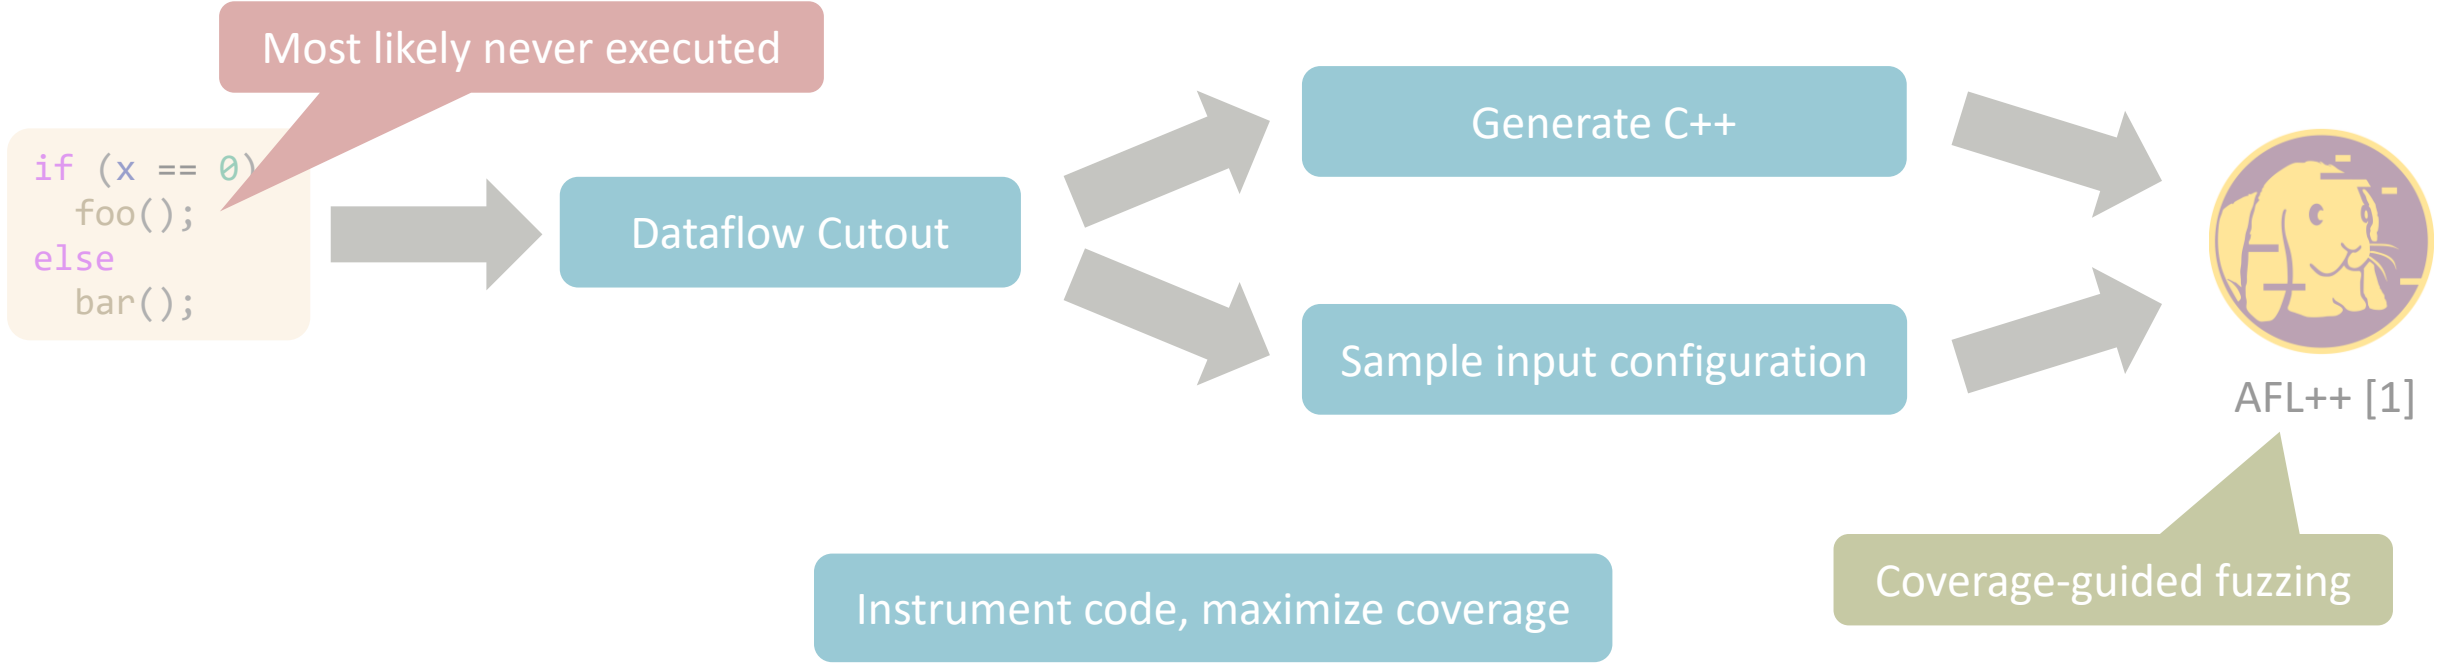 Most likely never executed
if (x == 0)
foo();
else
bar();
Dataflow Cutout
Generate C++
Sample input configuration
AFL++ [1]
Coverage-guided fuzzing
Instrument code, maximize coverage